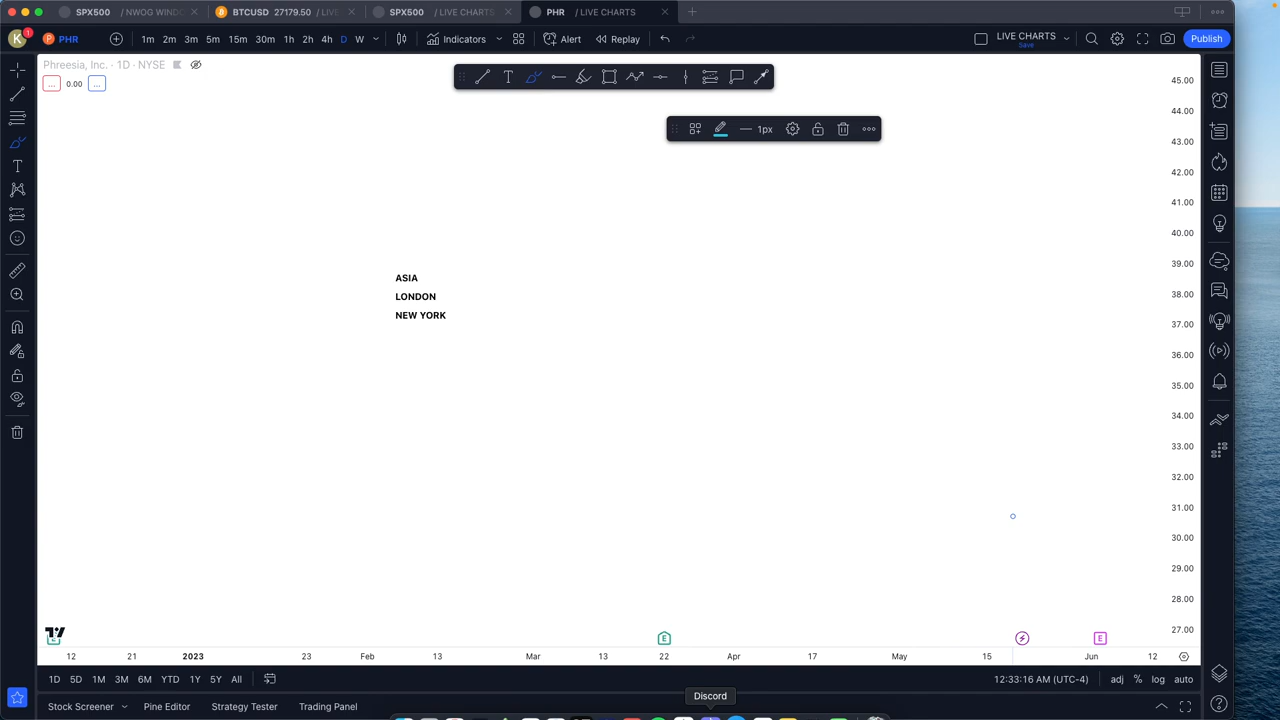 SPX500 / NWOG WINDO
BTCUSD 27179.50 / LIVE
SPX500 / LIVE CHARTS
PHR / LIVE CHARTS
K 1 P PHR 1m 2m 3m 5m 15m 30m 1h 2h 4h D W Indicators Alert Replay LIVE CHARTS Save Publish
Phreesia, Inc. · 1D · NYSE
... 0.00 ...
1px
ASIA
LONDON
NEW YORK
45.00
44.00
43.00
42.00
41.00
40.00
39.00
38.00
37.00
36.00
35.00
34.00
33.00
32.00
31.00
30.00
29.00
28.00
27.00
E E E
12 21 2023 23 Feb 13 Mar 13 22 Apr 17 May 15 Jun 12
1D 5D 1M 3M 6M YTD 1Y 5Y All 12:33:16 AM (UTC-4) adj % log auto
Discord
Stock Screener Pine Editor Strategy Tester Trading Panel